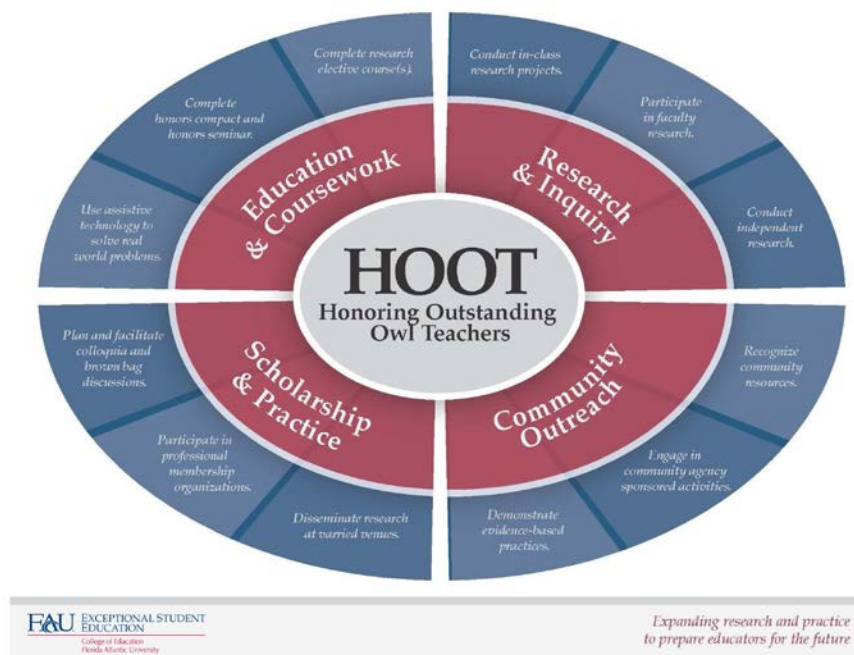 Complete research
elective course(s).
Complete
honors compact and
honors seminar.
Use assistive
technology to
solve real
world problems.
Education
& Coursework
Conduct in-class
research projects.
Participate
in faculty
research.
Conduct
independent
research.
Research
& Inquiry
HOOT
Honoring Outstanding
Owl Teachers
Plan and facilitate
colloquia and
brown bag
discussions.
Participate in
professional
membership
organizations.
Disseminate research
at varried venues.
Scholarship
& Practice
Community
Outreach
Recognize
community
resources.
Engage in
community agency
sponsored activities.
Demonstrate
evidence-based
practices.
FAU EXCEPTIONAL STUDENT
EDUCATION
College of Education
Florida Atlantic University
Expanding research and practice
to prepare educators for the future